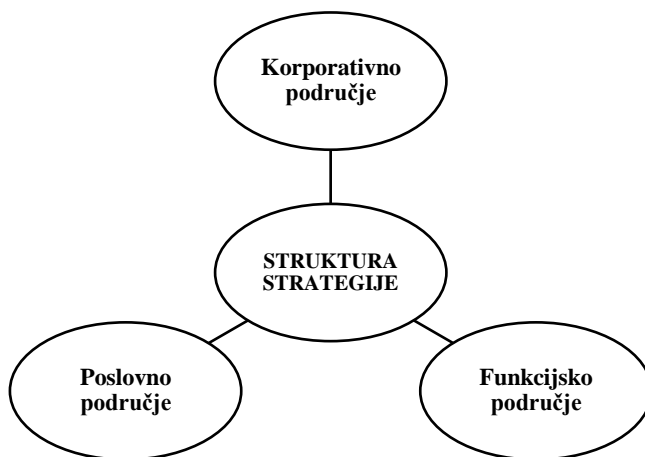 Korporativno
područje
STRUKTURA
STRATEGIJE
Poslovno
područje
Funkcijsko
područje